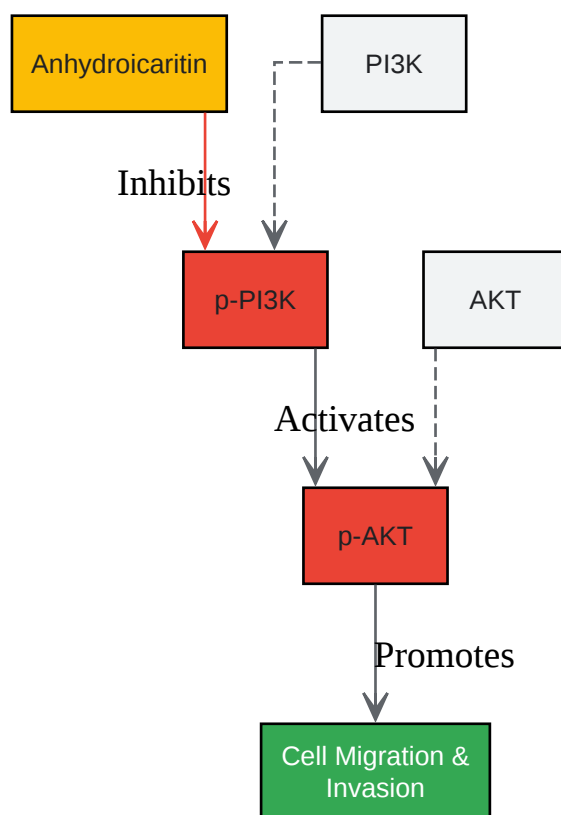 Anhydroicaritin
PI3K
Inhibits
p-PI3K
AKT
Activates
p-AKT
Promotes
Cell Migration &
Invasion